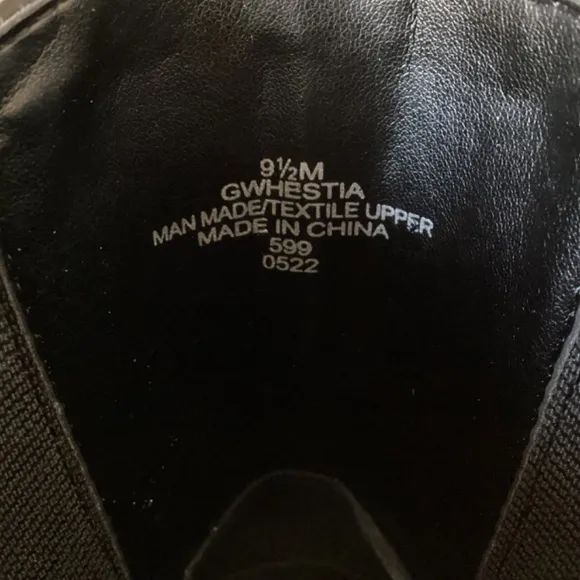 9½M
GWHESTIA
MAN MADE/TEXTILE UPPER
MADE IN CHINA
599
0522